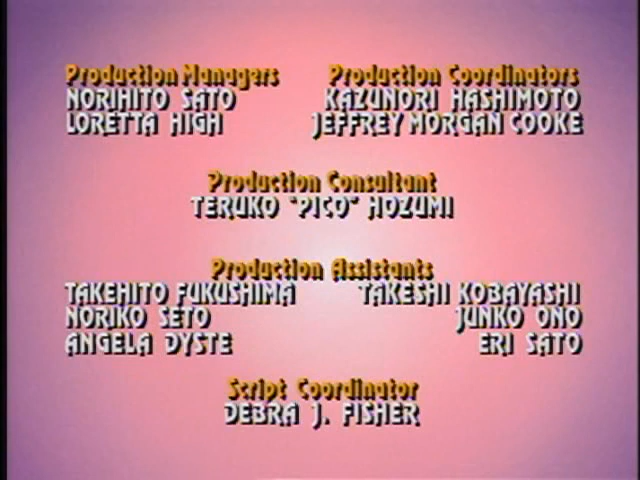 Production Managers
NORIHITO SATO
LORETTA HIGH
Production Coordinators
KAZUNORI HASHIMOTO
JEFFREY MORGAN COOKE
Production Consultant
TERUKO "PICO" HOZUMI
Production Assistants
TAKEHITO FUKUSHIMA TAKESHI KOBAYASHI
NORIKO SETO JUNKO ONO
ANGELA DYSTE ERI SATO
Script Coordinator
DEBRA J. FISHER